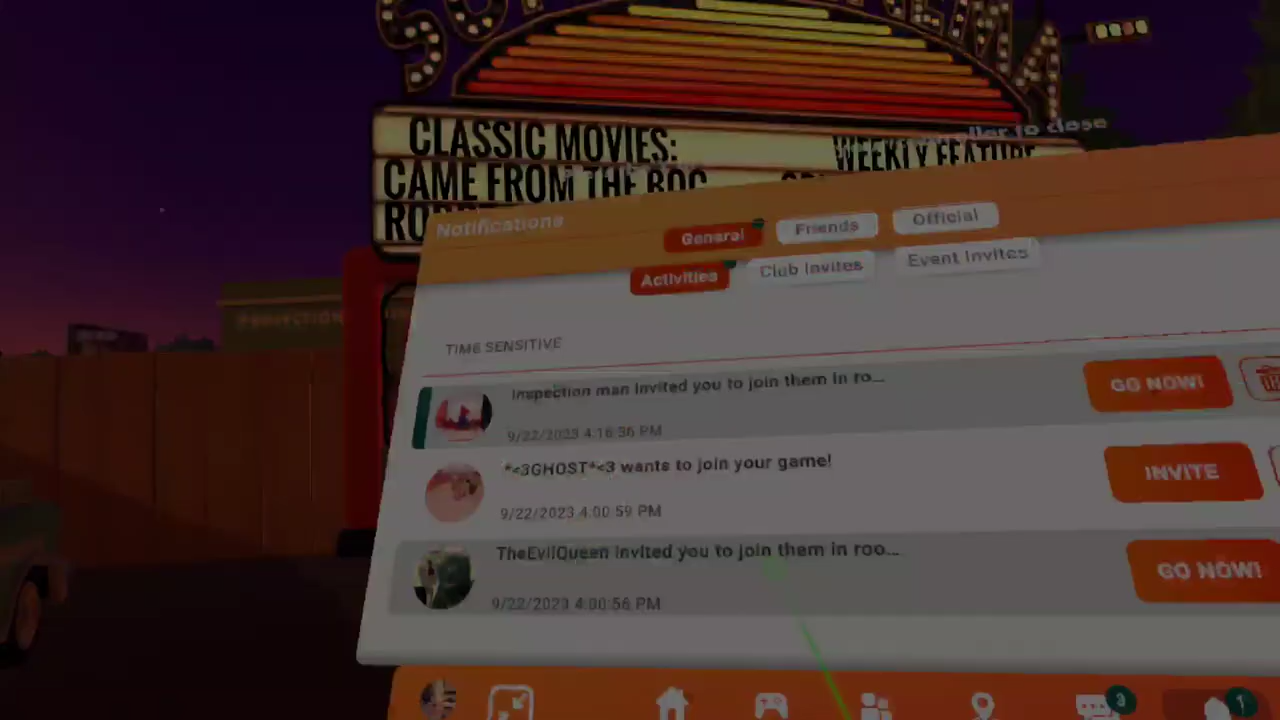 CLASSIC MOVIES:
CAME FROM THE ROC
WEEKLY FEATURE
to close
Notifications
General
Friends
Official
Activities
Club Invites
Event Invites
TIME SENSITIVE
Inspection man invited you to join them in ro...
9/22/2023 4:16:36 PM
GO NOW!
*<3GHOST*<3 wants to join your game!
9/22/2023 4:00:59 PM
INVITE
TheEvilQueen invited you to join them in roo...
9/22/2023 4:00:56 PM
GO NOW!
3
1